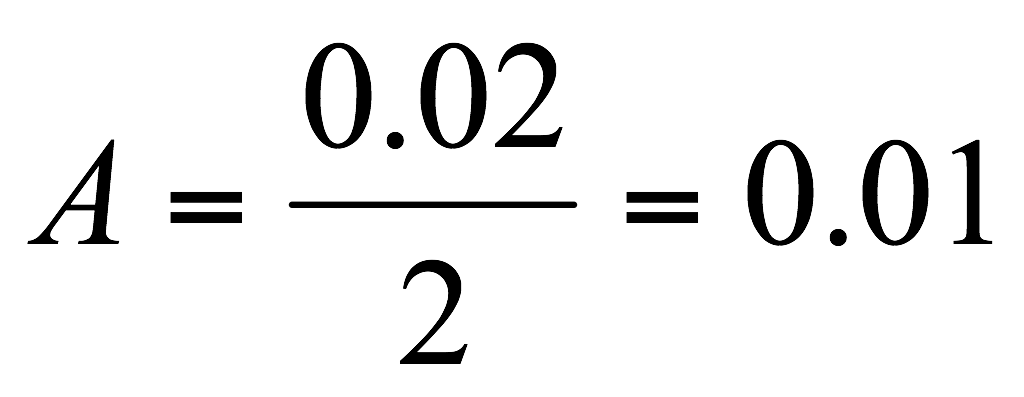 A = 0.02 / 2 = 0.01